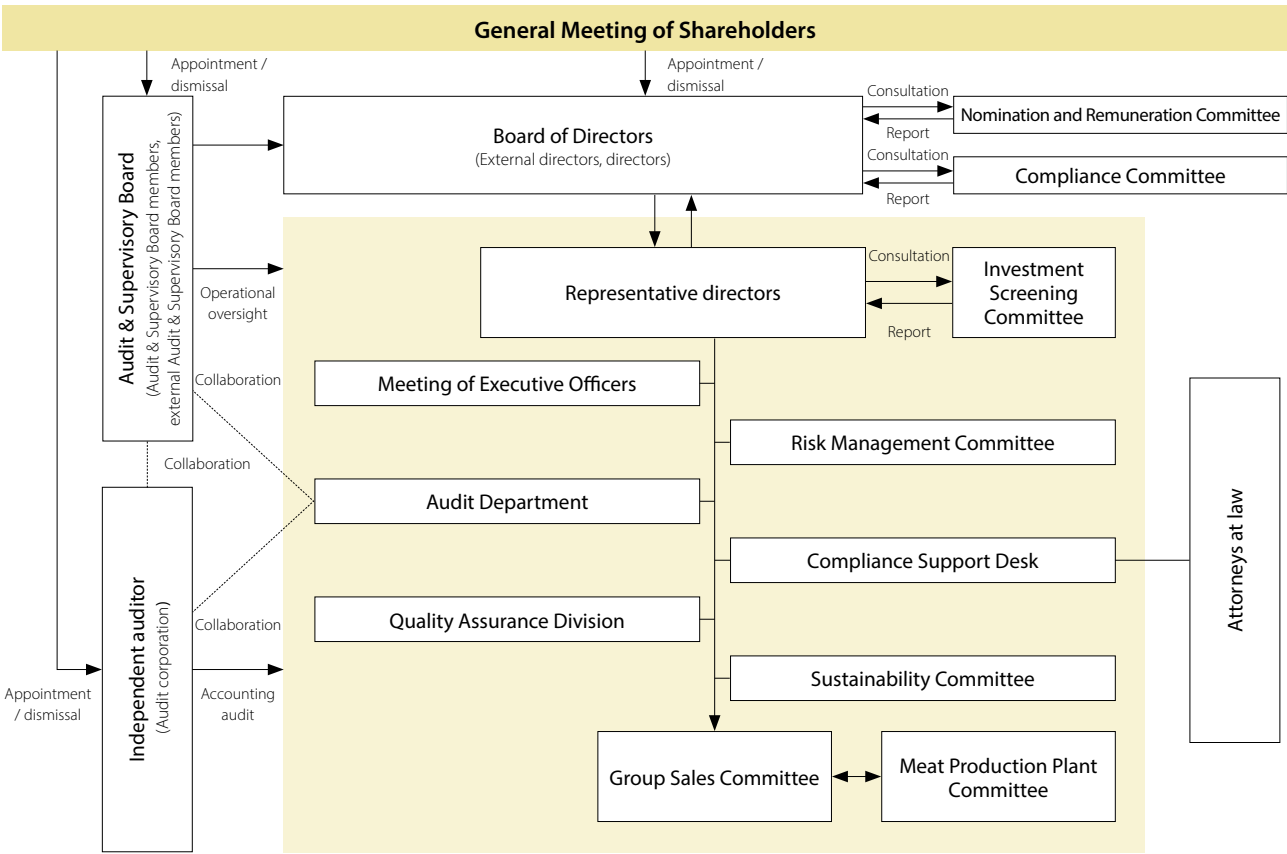 General Meeting of Shareholders
Appointment /
dismissal
Appointment /
dismissal
Audit & Supervisory Board
(Audit & Supervisory Board members,
external Audit & Supervisory Board members)
Board of Directors
(External directors, directors)
Consultation
Report
Nomination and Remuneration Committee
Consultation
Report
Compliance Committee
Operational
oversight
Representative directors
Consultation
Report
Investment
Screening
Committee
Collaboration
Meeting of Executive Officers
Risk Management Committee
Collaboration
Audit Department
Compliance Support Desk
Attorneys at law
Independent auditor
(Audit corporation)
Collaboration
Quality Assurance Division
Appointment
/ dismissal
Accounting
audit
Sustainability Committee
Group Sales Committee
Meat Production Plant
Committee